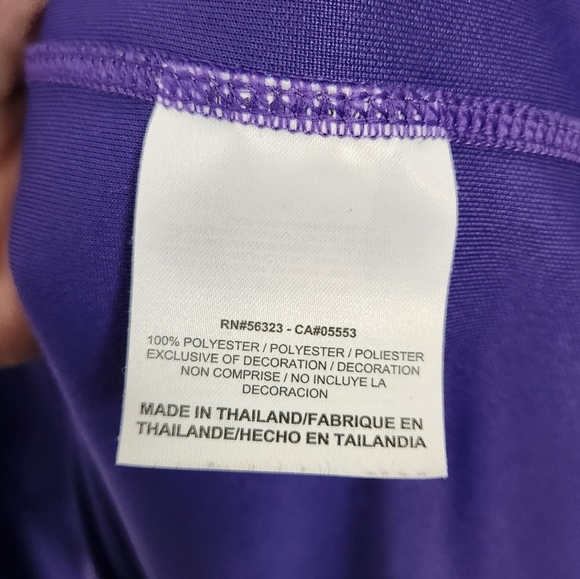 RN#56323 - CA#05553
100% POLYESTER / POLYESTER / POLIESTER
EXCLUSIVE OF DECORATION / DECORATION
NON COMPRISE / NO INCLUYE LA
DECORACION
MADE IN THAILAND/FABRIQUE EN
THAILANDE/HECHO EN TAILANDIA